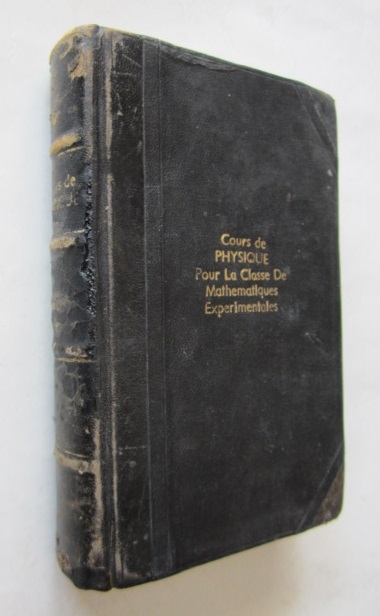 Cours de
PHYSIQUE
Pour La Classe De
Mathematiques
Experimentales